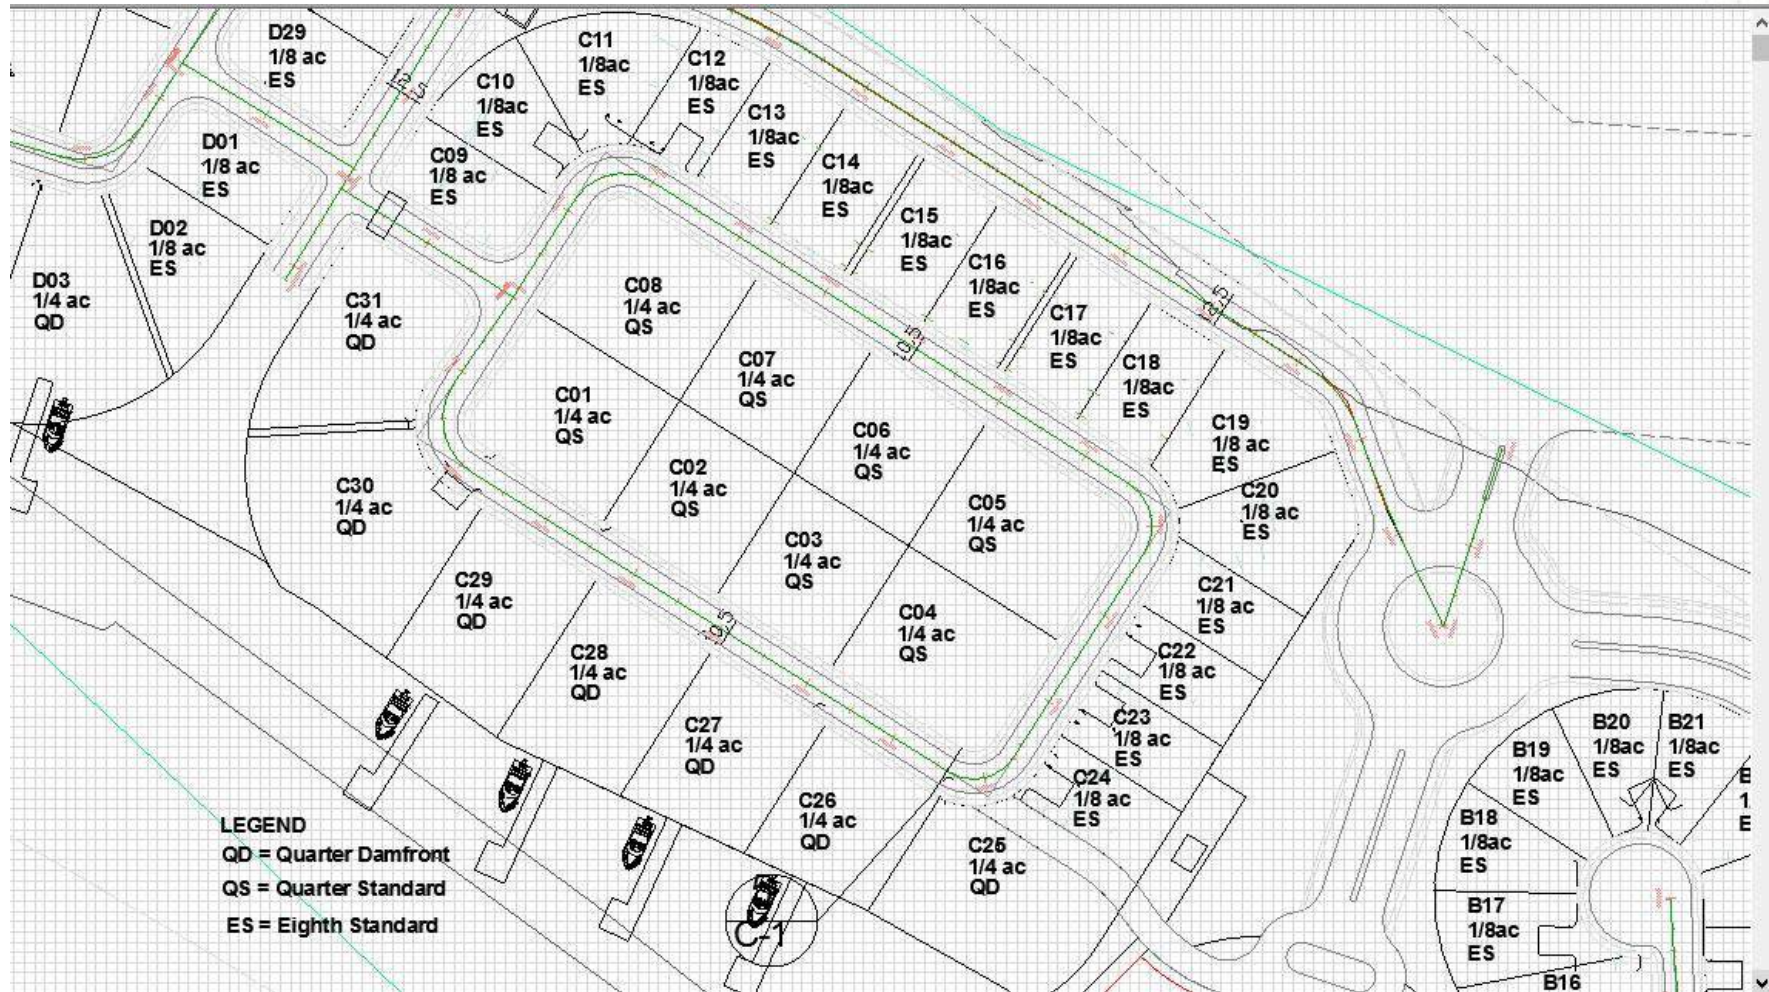 D29
1/8 ac
ES
C11
1/8ac
ES
C12
1/8ac
ES
C10
1/8ac
ES
12.5
C13
1/8ac
ES
D01
1/8 ac
ES
C09
1/8 ac
ES
C14
1/8ac
ES
D02
1/8 ac
ES
C15
1/8ac
ES
D03
1/4 ac
QD
C31
1/4 ac
QD
C08
1/4 ac
QS
C16
1/8ac
ES
C17
1/8ac
ES
C07
1/4 ac
QS
C18
1/8ac
ES
C01
1/4 ac
QS
C06
1/4 ac
QS
C19
1/8 ac
ES
C02
1/4 ac
QS
C30
1/4 ac
QD
C20
1/8 ac
ES
C05
1/4 ac
QS
C03
1/4 ac
QS
C29
1/4 ac
QD
C21
1/8 ac
ES
C04
1/4 ac
QS
C28
1/4 ac
QD
C22
1/8 ac
ES
C27
1/4 ac
QD
C23
1/8 ac
ES
C24
1/8 ac
ES
C26
1/4 ac
QD
C25
1/4 ac
QD
B20
1/8ac
ES
B21
1/8ac
ES
B19
1/8ac
ES
B18
1/8ac
ES
B17
1/8ac
ES
B16
LEGEND
QD = Quarter Damfront
QS = Quarter Standard
ES = Eighth Standard
C-1